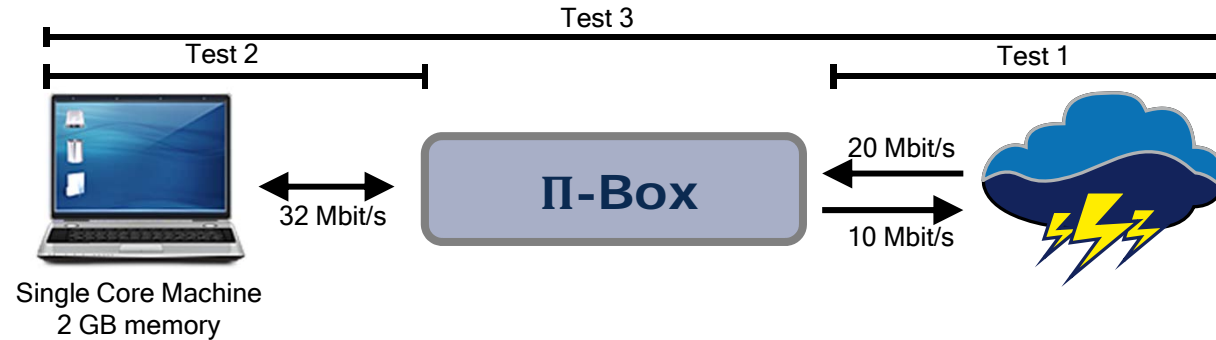 Test 3
Test 2
Test 1
20 Mbit/s
Π-Box
32 Mbit/s
10 Mbit/s
Single Core Machine
2 GB memory